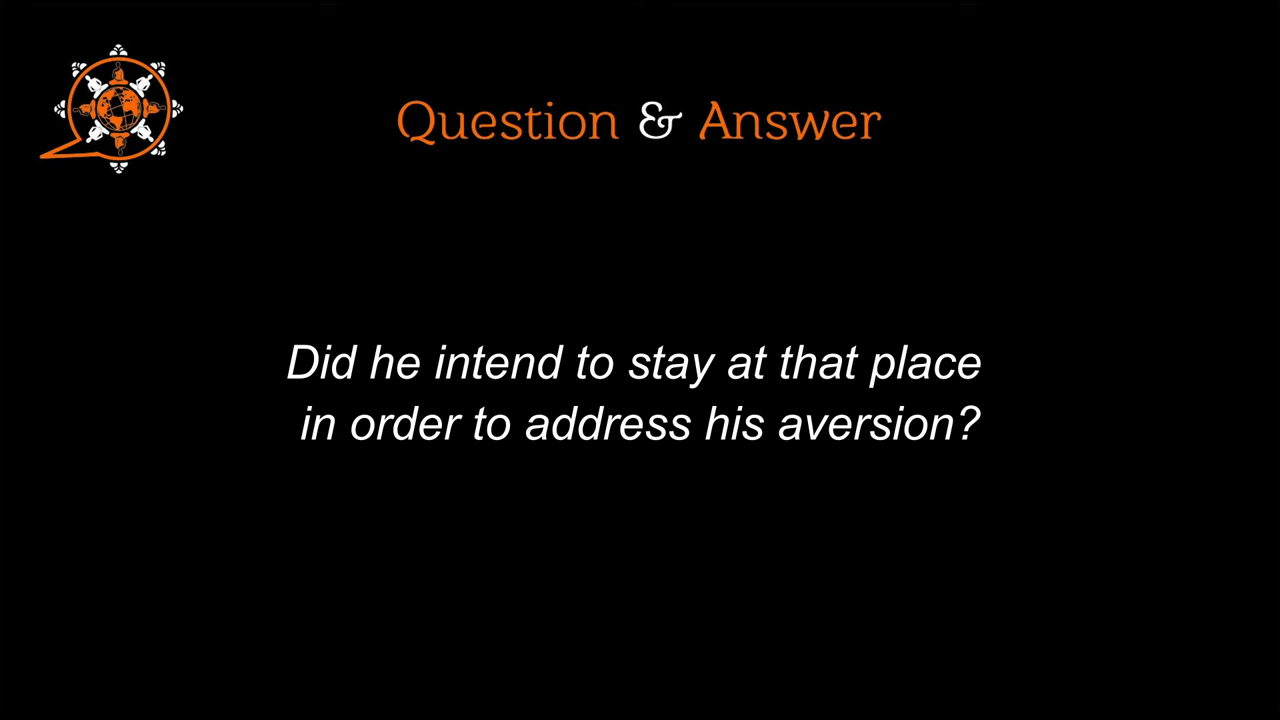 Question & Answer
Did he intend to stay at that place
in order to address his aversion?